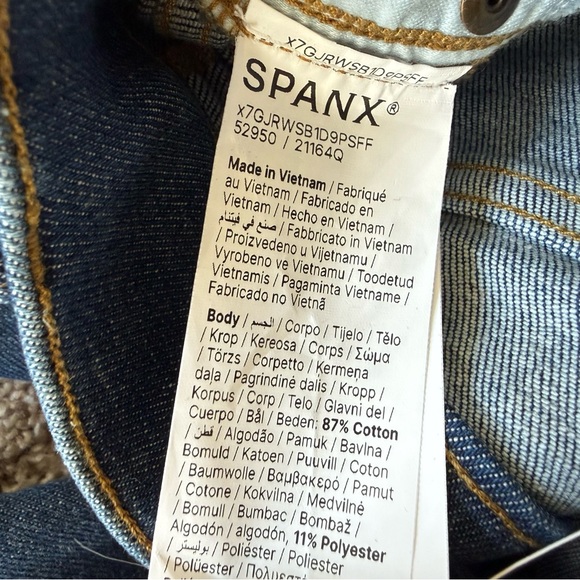 x7GJRWSB1D9PSFF
SPANX®
x7GJRWSB1D9PSFF
52950 / 21164Q
Made in Vietnam / Fabriqué
au Vietnam / Fabricado en
Vietnam / Hecho en Vietnam /
صنع في فيتنام / Fabbricato in Vietnam
/ Proizvedeno u Vijetnamu /
Vyrobeno ve Vietnamu / Toodetud
Vietnamis / Pagaminta Vietname /
Fabricado no Vietnã
Body / الجسم / Corpo / Tijelo / Tělo
/ Krop / Kereosa / Corps / Σώμα
/ Törzs / Corpetto / Ķermeņa
daļa / Pagrindinė dalis / Kropp /
Korpus / Corp / Telo / Glavni del /
Cuerpo / Bål / Beden: 87% Cotton
/ قطن / Algodão / Pamuk / Bavlna /
Bomuld / Katoen / Puuvill / Coton
/ Baumwolle / Βαμβακερό / Pamut
/ Cotone / Kokvilna / Medvilnė
/ Bomull / Bumbac / Bombaž /
Algodón / Algodón, 11% Polyester
/ بوليستر / Poliéster / Poliester
/ Polyester / Πολυεστ